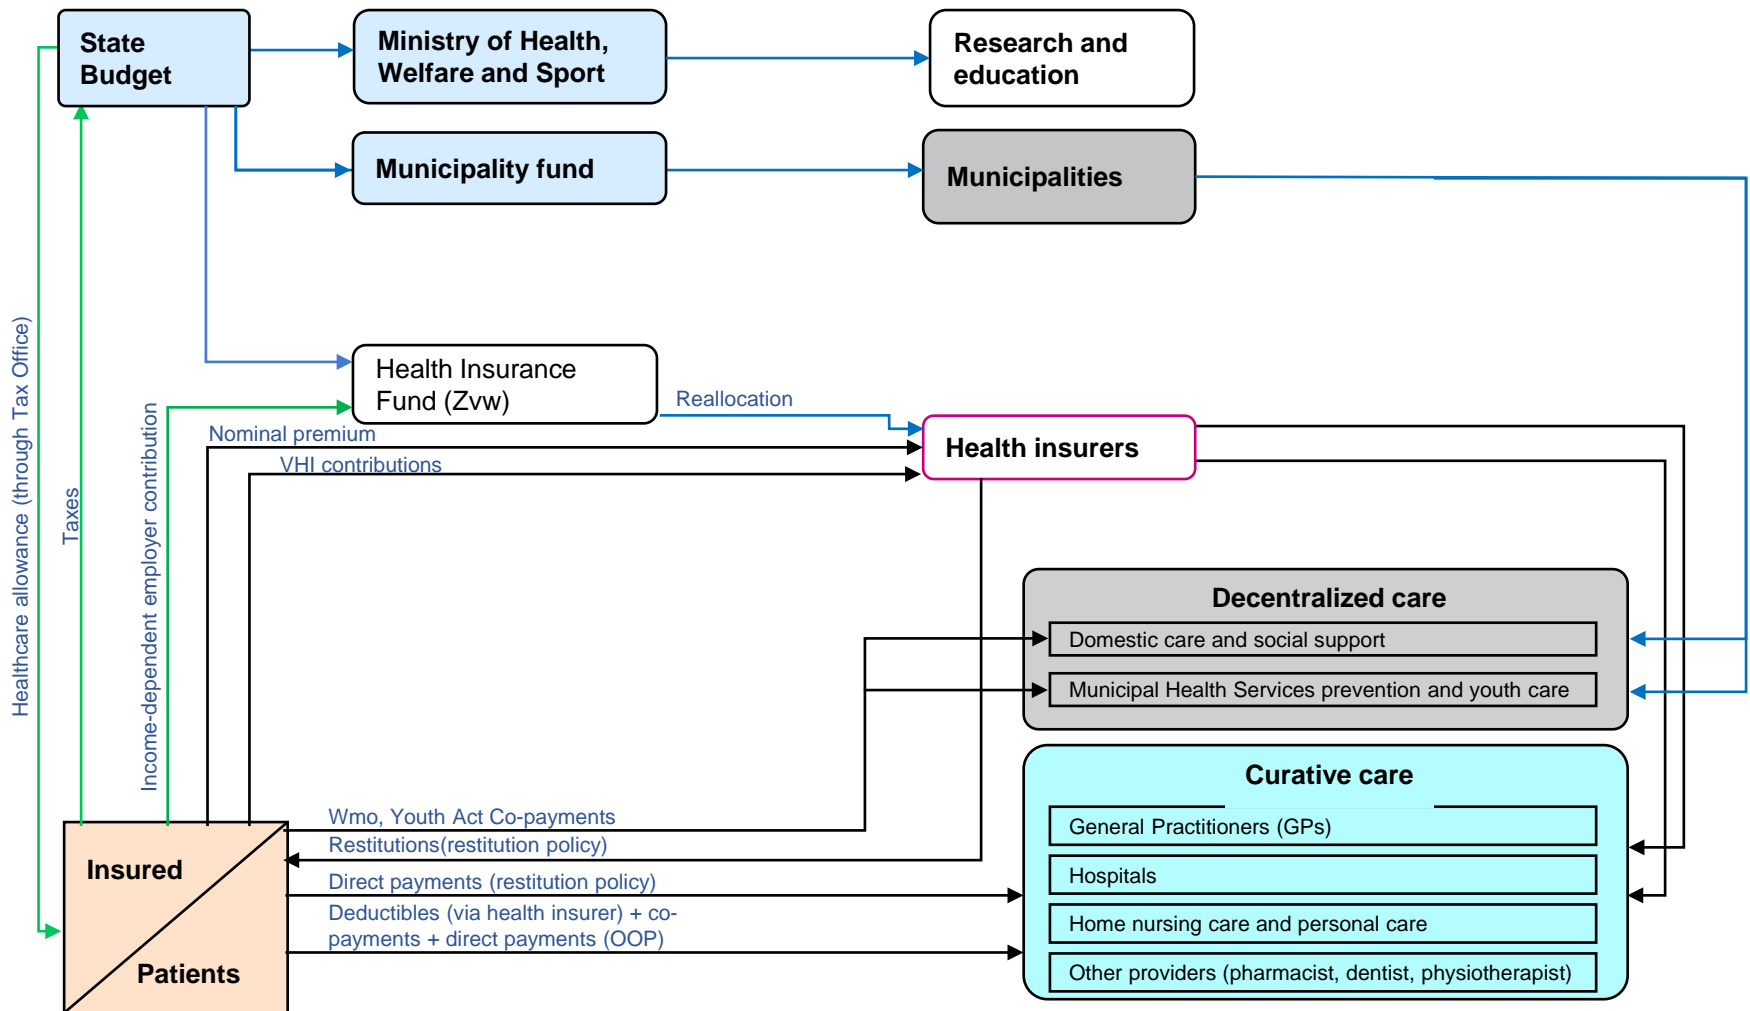 State
Budget
Ministry of Health,
Welfare and Sport
Research and
education
Municipality fund
Municipalities
Healthcare allowance (through Tax Office)
Taxes
Income-dependent employer contribution
Health Insurance
Fund (Zvw)
Reallocation
Nominal premium
VHI contributions
Health insurers
Decentralized care
Domestic care and social support
Municipal Health Services prevention and youth care
Curative care
General Practitioners (GPs)
Hospitals
Home nursing care and personal care
Other providers (pharmacist, dentist, physiotherapist)
Wmo, Youth Act Co-payments
Restitutions(restitution policy)
Direct payments (restitution policy)
Deductibles (via health insurer) + co-
payments + direct payments (OOP)
Insured
Patients